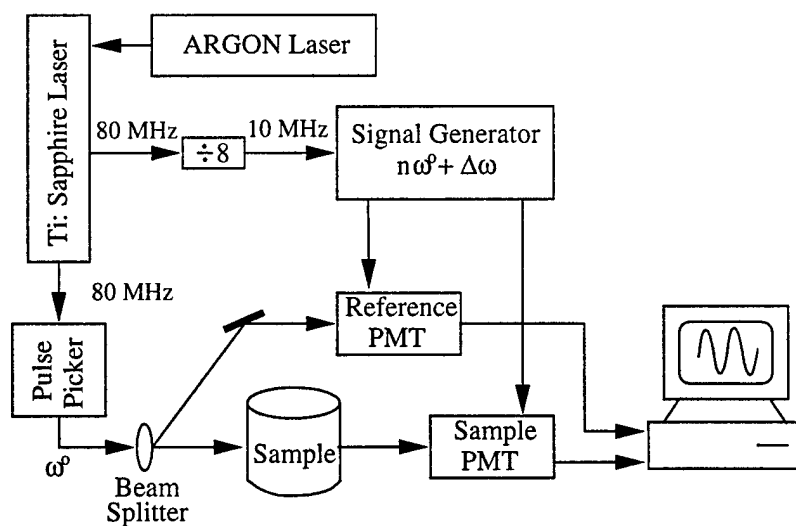 ARGON Laser
Ti: Sapphire Laser
80 MHz
÷8
10 MHz
Signal Generator
nω° + Δω
80 MHz
Pulse
Picker
ω°
Beam
Splitter
Reference
PMT
Sample
Sample
PMT